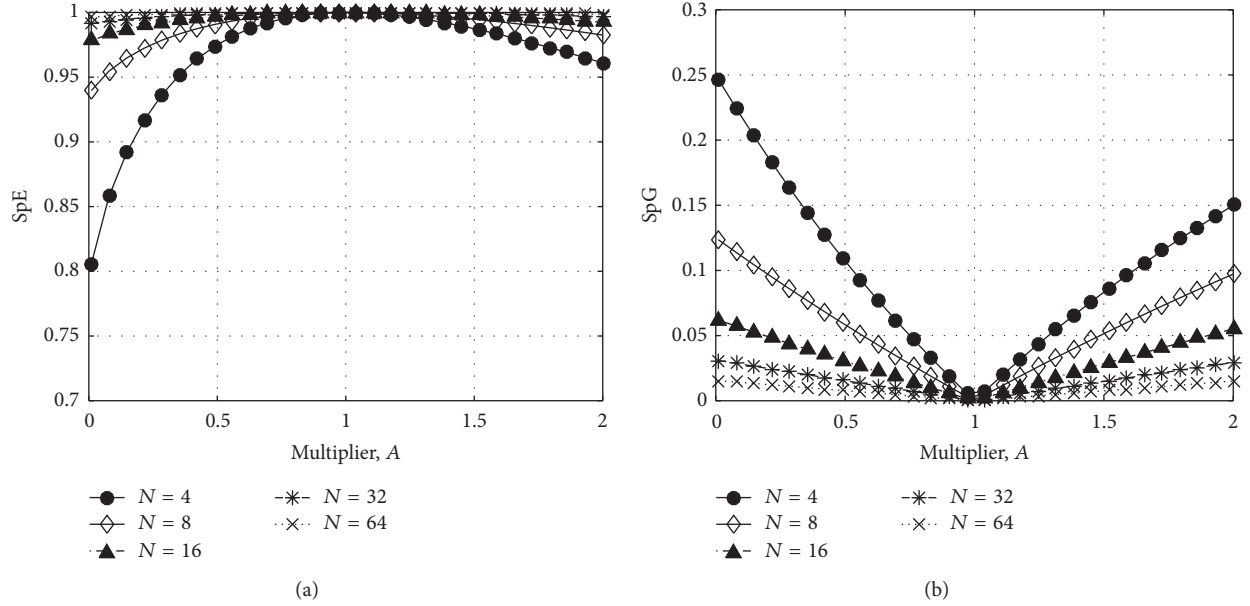 1
0.95
0.9
0.85
0.8
0.75
0.7
SpE
0 0.5 1 1.5 2
Multiplier, A
N = 4
N = 8
N = 16
N = 32
N = 64
(a)
0.3
0.25
0.2
0.15
0.1
0.05
0
SpG
0 0.5 1 1.5 2
Multiplier, A
N = 4
N = 8
N = 16
N = 32
N = 64
(b)